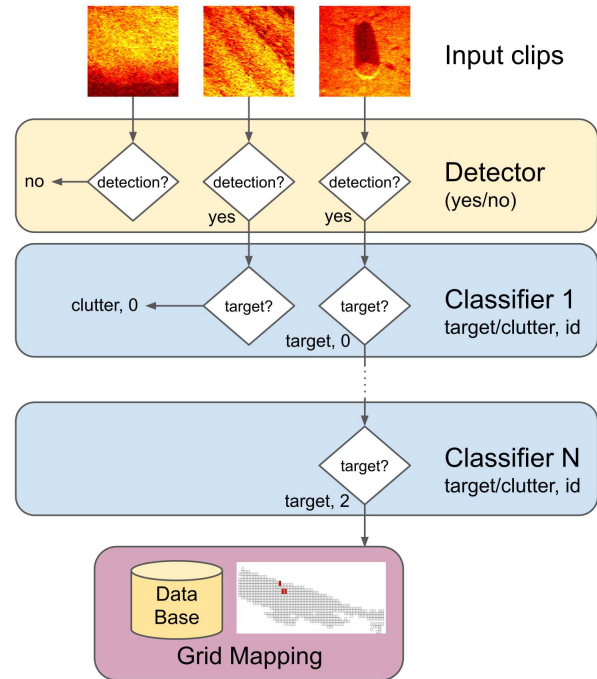 Input clips
detection?
detection?
detection?
no
yes
yes
Detector
(yes/no)
target?
target?
clutter, 0
target, 0
Classifier 1
target/clutter, id
target?
target, 2
Classifier N
target/clutter, id
Data
Base
Grid Mapping